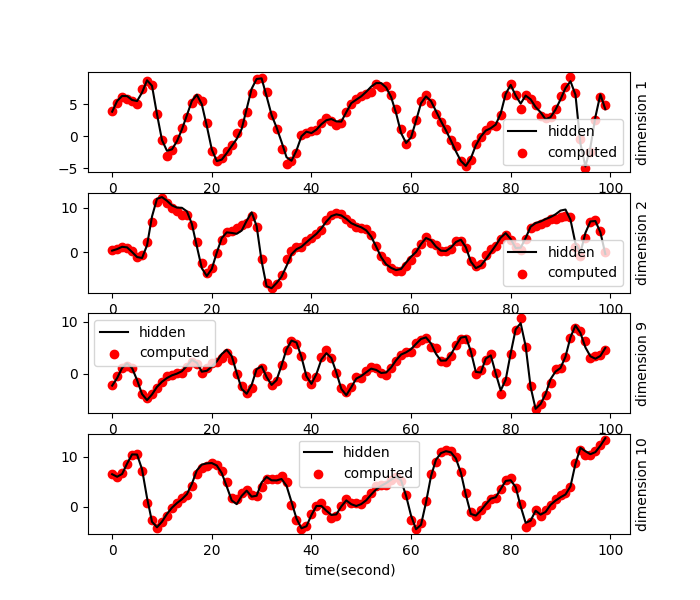 5
0
−5
0 20 40 60 80 100
hidden
computed
dimension 1
10
0
0 20 40 60 80 100
hidden
computed
dimension 2
10
0
0 20 40 60 80 100
hidden
computed
dimension 9
10
0
0 20 40 60 80 100
hidden
computed
dimension 10
time(second)